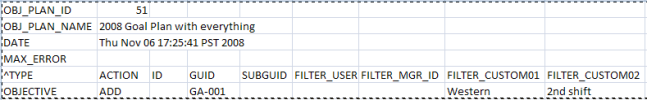 OBJ_PLAN_ID 51
OBJ_PLAN_NAME 2008 Goal Plan with everything
DATE Thu Nov 06 17:25:41 PST 2008
MAX_ERROR
^TYPE ACTION ID GUID SUBGUID FILTER_USER FILTER_MGR_ID FILTER_CUSTOM01 FILTER_CUSTOM02
OBJECTIVE ADD GA-001 Western 2nd shift